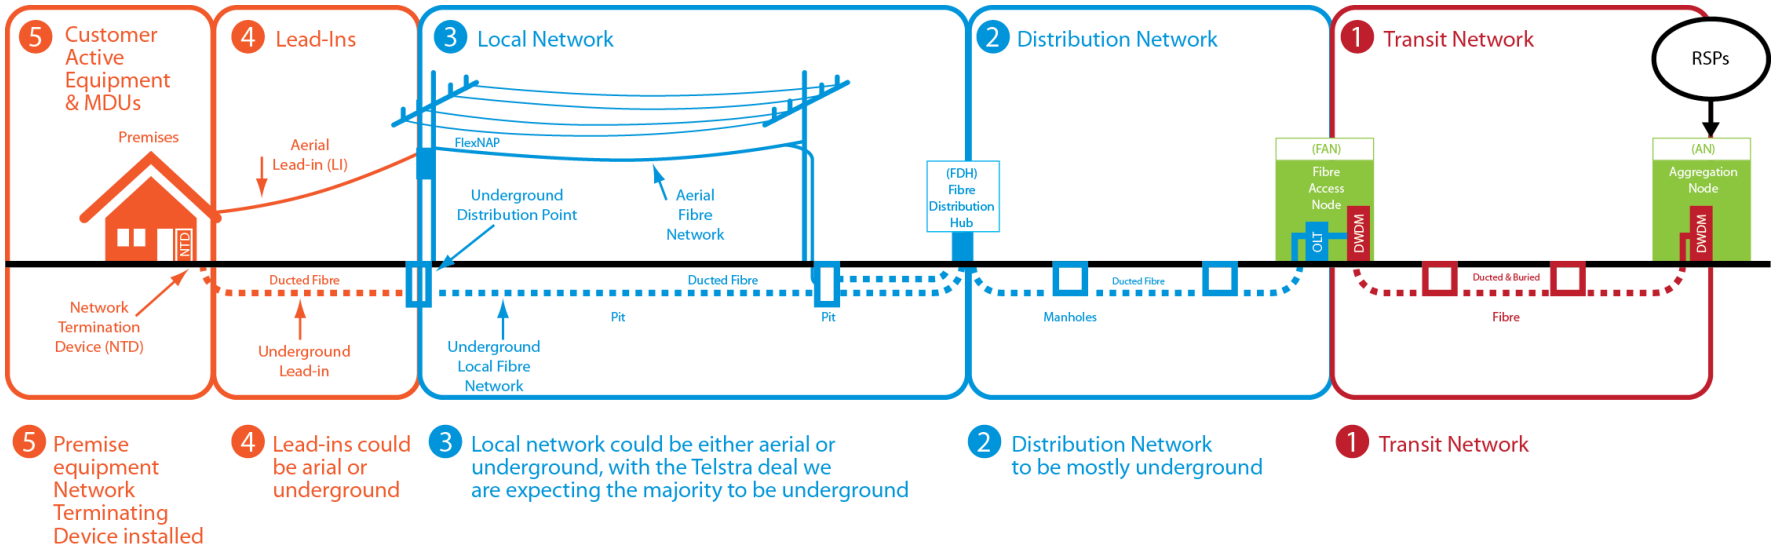 5 Customer
Active
Equipment
& MDUs
Premises
NTD
Network
Termination
Device (NTD)
4 Lead-Ins
Aerial
Lead-in (LI)
Ducted Fibre
Underground
Lead-in
3 Local Network
FlexNAP
Underground
Distribution Point
Aerial
Fibre
Network
Ducted Fibre
Pit
Pit
Underground
Local Fibre
Network
(FDH)
Fibre
Distribution
Hub
2 Distribution Network
Ducted Fibre
Manholes
(FAN)
Fibre
Access
Node
OLT
DWDM
1 Transit Network
Ducted & Buried
Fibre
RSPs
(AN)
Aggregation
Node
DWDM
5 Premise
equipment
Network
Terminating
Device installed
4 Lead-ins could
be arial or
underground
3 Local network could be either aerial or
underground, with the Telstra deal we
are expecting the majority to be underground
2 Distribution Network
to be mostly underground
1 Transit Network